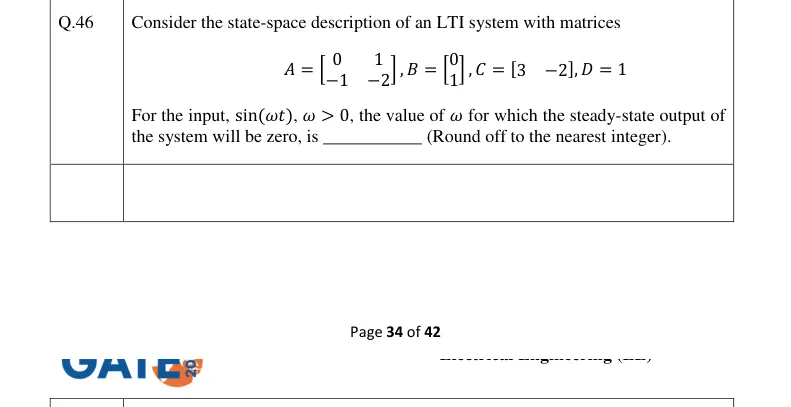 Q.46
Consider the state-space description of an LTI system with matrices
A = [0 1; −1 −2], B = [0; 1], C = [3 −2], D = 1
For the input, sin(ωt), ω > 0, the value of ω for which the steady-state output of
the system will be zero, is ___________ (Round off to the nearest integer).
Page 34 of 42
GATE